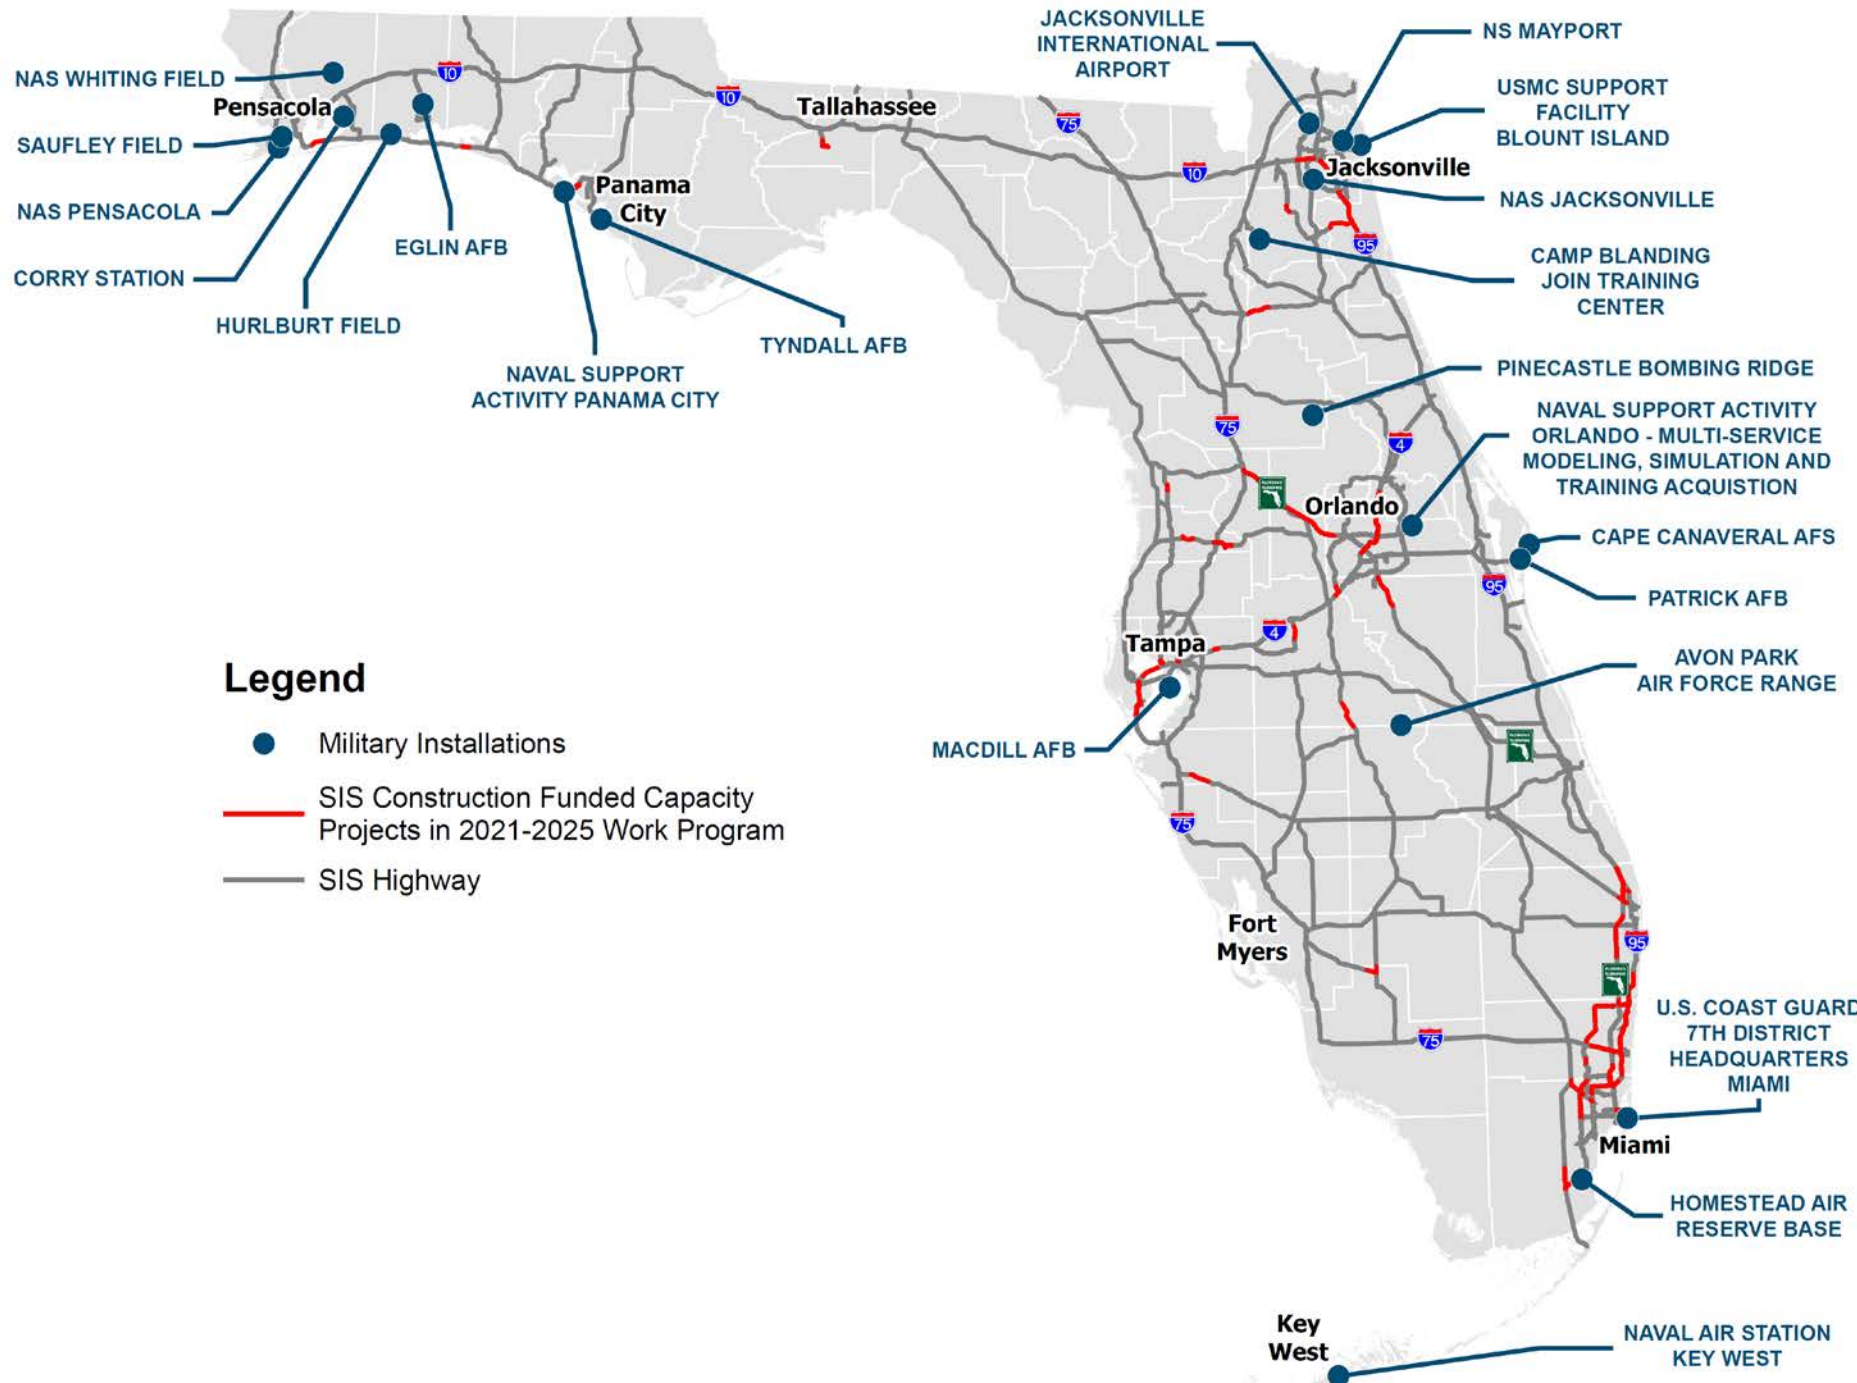 JACKSONVILLE
INTERNATIONAL
AIRPORT
NS MAYPORT
USMC SUPPORT
FACILITY
BLOUNT ISLAND
NAS WHITING FIELD
Pensacola
10
10
Tallahassee
75
10
Jacksonville
SAUFLEY FIELD
NAS PENSACOLA
CORRY STATION
HURLBURT FIELD
EGLIN AFB
Panama
City
NAVAL SUPPORT
ACTIVITY PANAMA CITY
TYNDALL AFB
NAS JACKSONVILLE
95
CAMP BLANDING
JOIN TRAINING
CENTER
PINECASTLE BOMBING RIDGE
75
4
NAVAL SUPPORT ACTIVITY
ORLANDO - MULTI-SERVICE
MODELING, SIMULATION AND
TRAINING ACQUISTION
Orlando
CAPE CANAVERAL AFS
95
PATRICK AFB
4
Tampa
AVON PARK
AIR FORCE RANGE
MACDILL AFB
75
Legend
Military Installations
SIS Construction Funded Capacity
Projects in 2021-2025 Work Program
SIS Highway
Fort
Myers
95
75
U.S. COAST GUARD
7TH DISTRICT
HEADQUARTERS
MIAMI
Miami
HOMESTEAD AIR
RESERVE BASE
Key
West
NAVAL AIR STATION
KEY WEST